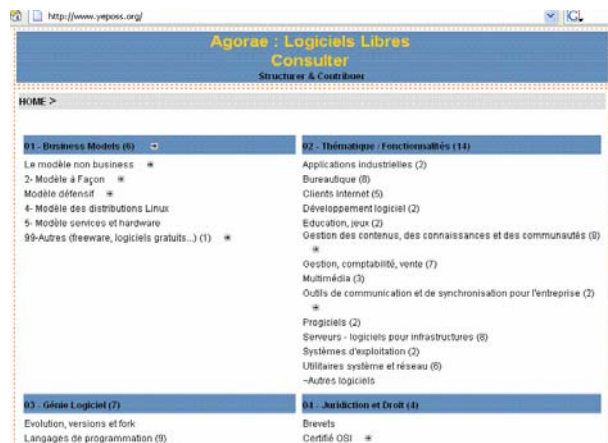 http://www.yeposs.org/
Agorae : Logiciels Libres
Consulter
Structurer & Contribuer
HOME >
01 - Business Models (6)
Le modèle non business
2- Modèle à Façon
Modèle défensif
4- Modèle des distributions Linux
5- Modèle services et hardware
99-Autres (freeware, logiciels gratuits...) (1)
02 - Thématique : Fonctionnalités (14)
Applications industrielles (2)
Bureautique (8)
Clients Internet (5)
Développement logiciel (2)
Education, jeux (2)
Gestion des contenus, des connaissances et des communautés (8)
Gestion, comptabilité, vente (7)
Multimédia (3)
Outils de communication et de synchronisation pour l'entreprise (2)
Progiciels (2)
Serveurs - logiciels pour infrastructures (8)
Systèmes d'exploitation (2)
Utilitaires système et réseau (6)
~Autres logiciels
03 - Génie Logiciel (7)
Evolution, versions et fork
Langages de programmation (9)
04 - Juridiction et Droit (4)
Brevets
Certifié OSI